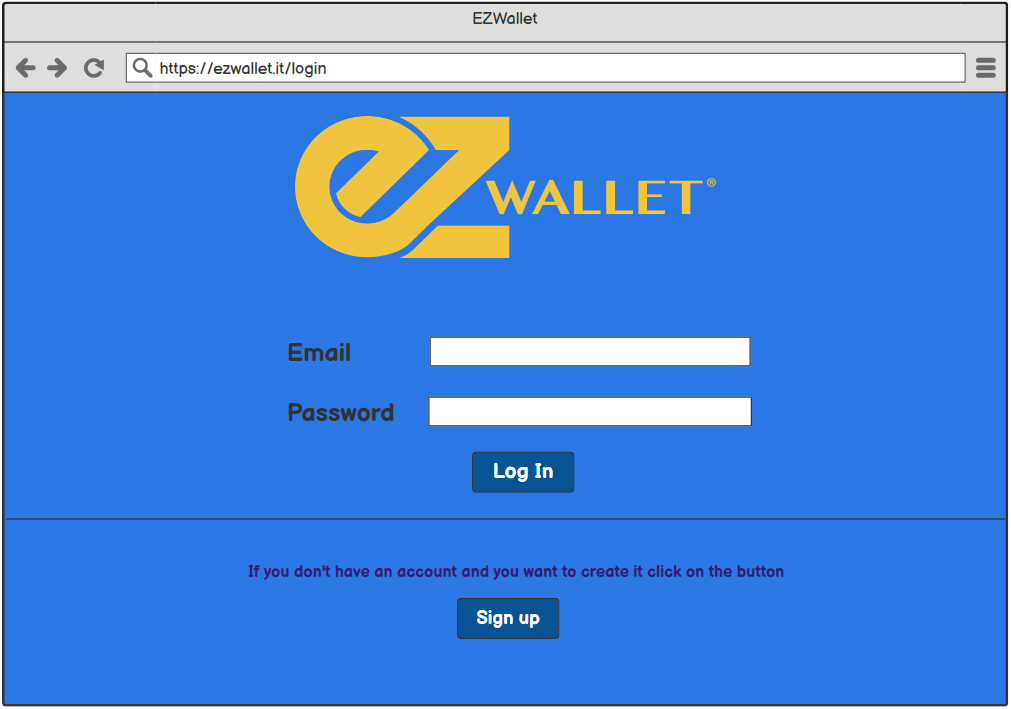 EZWallet
https://ezwallet.it/login
eZ WALLET®
Email
Password
Log In
If you don't have an account and you want to create it click on the button
Sign up